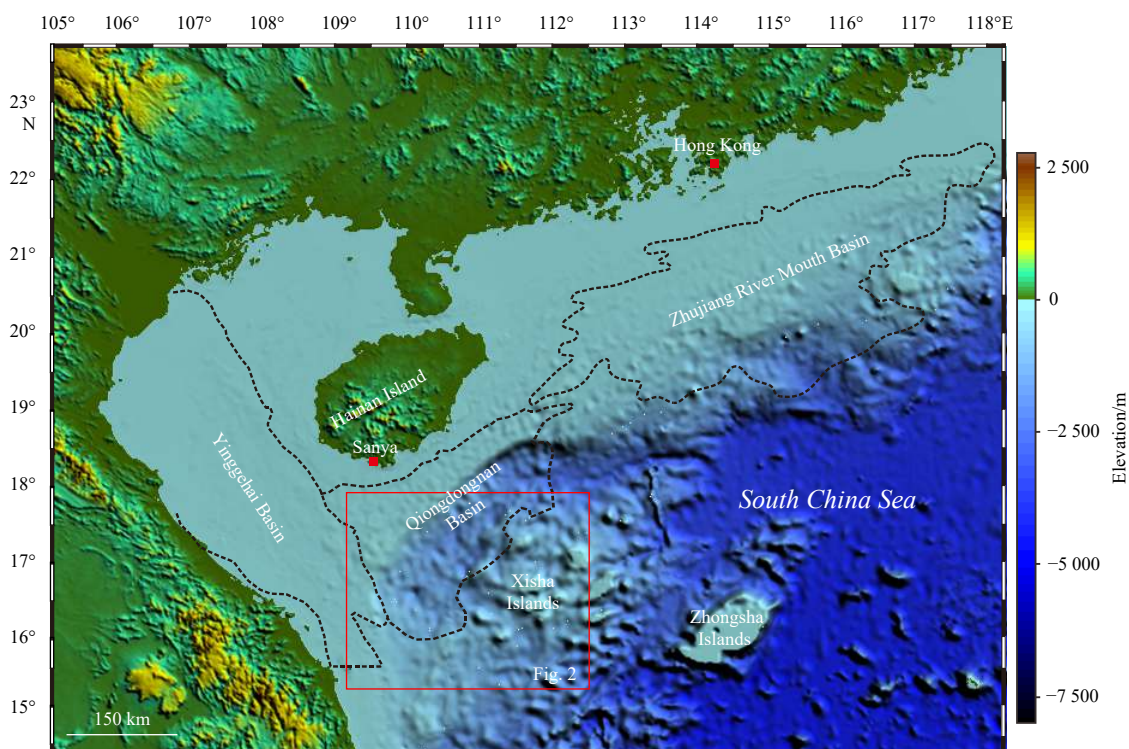 105° 106° 107° 108° 109° 110° 111° 112° 113° 114° 115° 116° 117° 118°E
23°
N
22°
21°
20°
19°
18°
17°
16°
15°
Hong Kong
Zhujiang River Mouth Basin
Hainan Island
Sanya
Yinggehai Basin
Qiongdongnan
Basin
South China Sea
Xisha
Islands
Zhongsha
Islands
Fig. 2
150 km
2 500
0
−2 500
−5 000
−7 500
Elevation/m